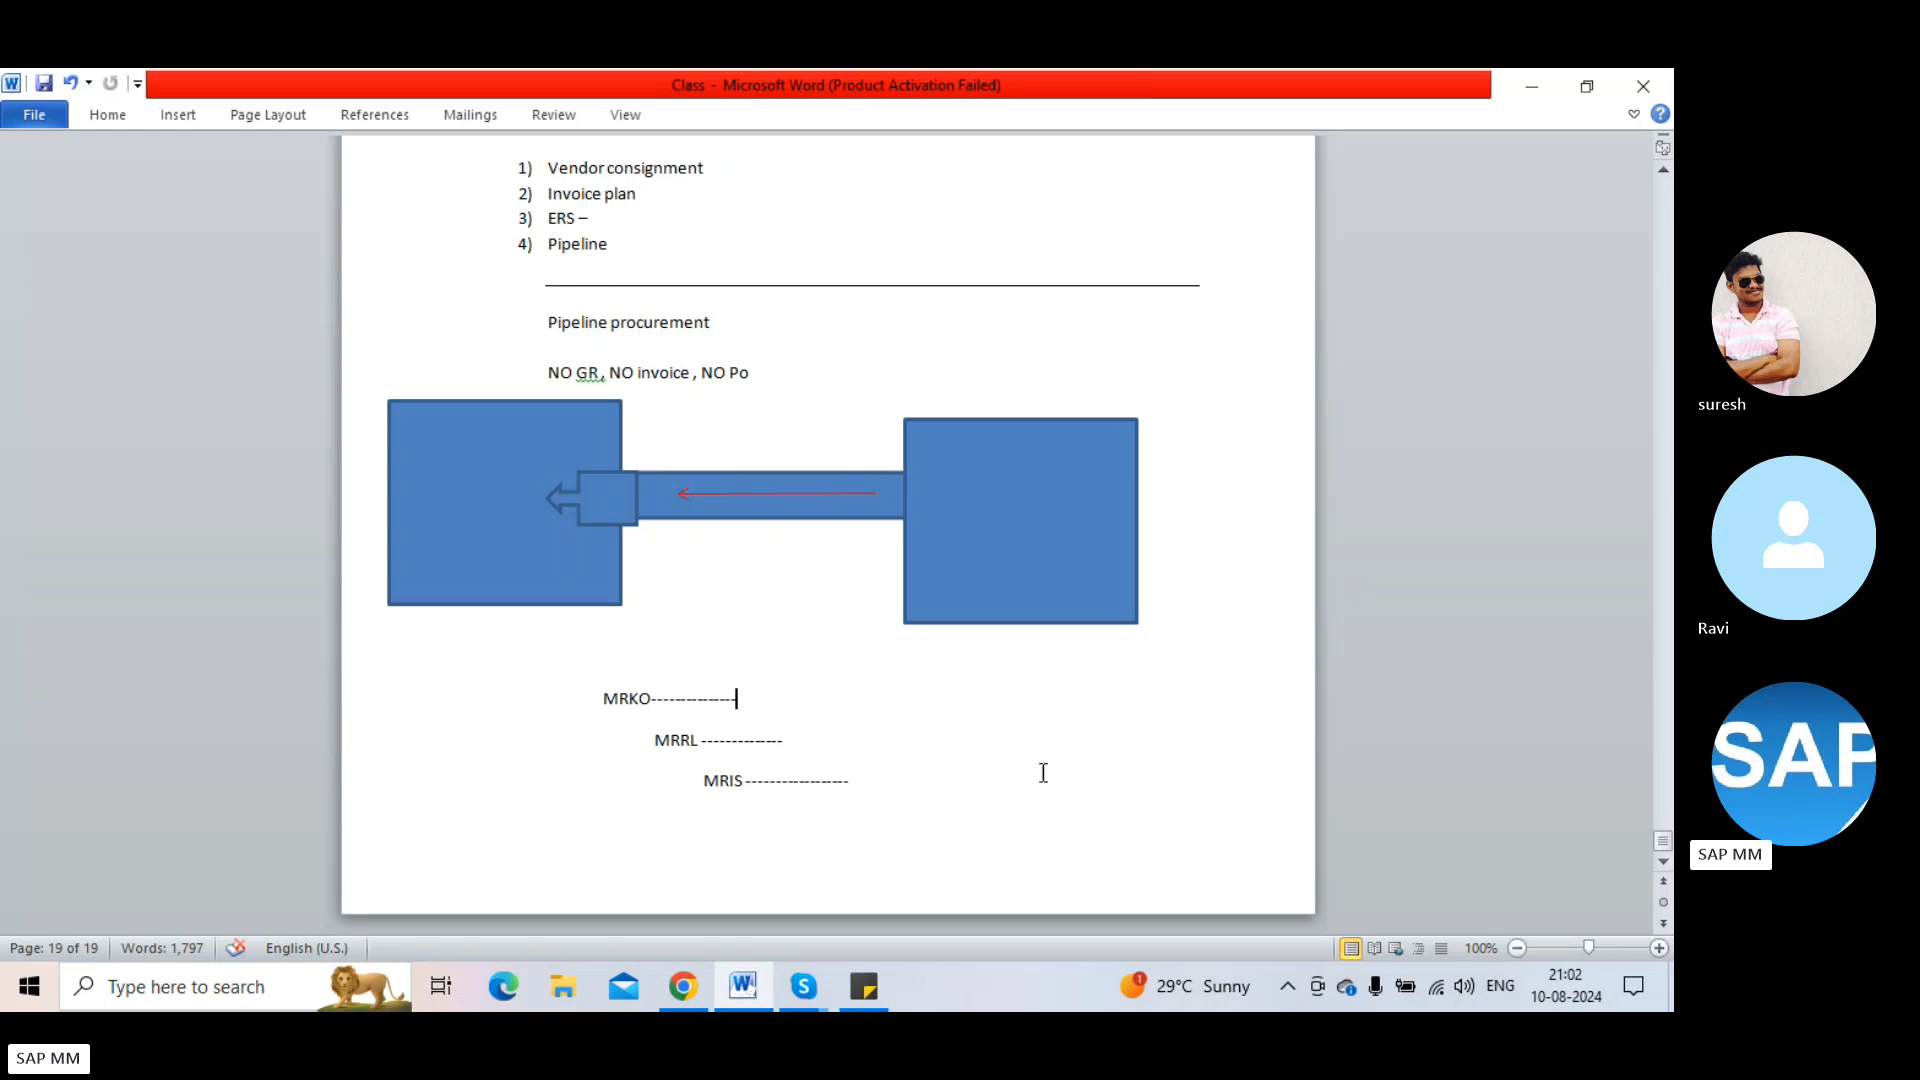 Class - Microsoft Word (Product Activation Failed)
File Home Insert Page Layout References Mailings Review View
1) Vendor consignment
2) Invoice plan
3) ERS –
4) Pipeline
Pipeline procurement
NO GR , NO invoice , NO Po
MRKO--------------
MRRL -------------
MRIS -----------------
Page: 19 of 19 Words: 1,797 English (U.S.) 100%
Type here to search
1 29°C Sunny ENG 21:02
10-08-2024
suresh
Ravi
SAP
SAP MM
SAP MM